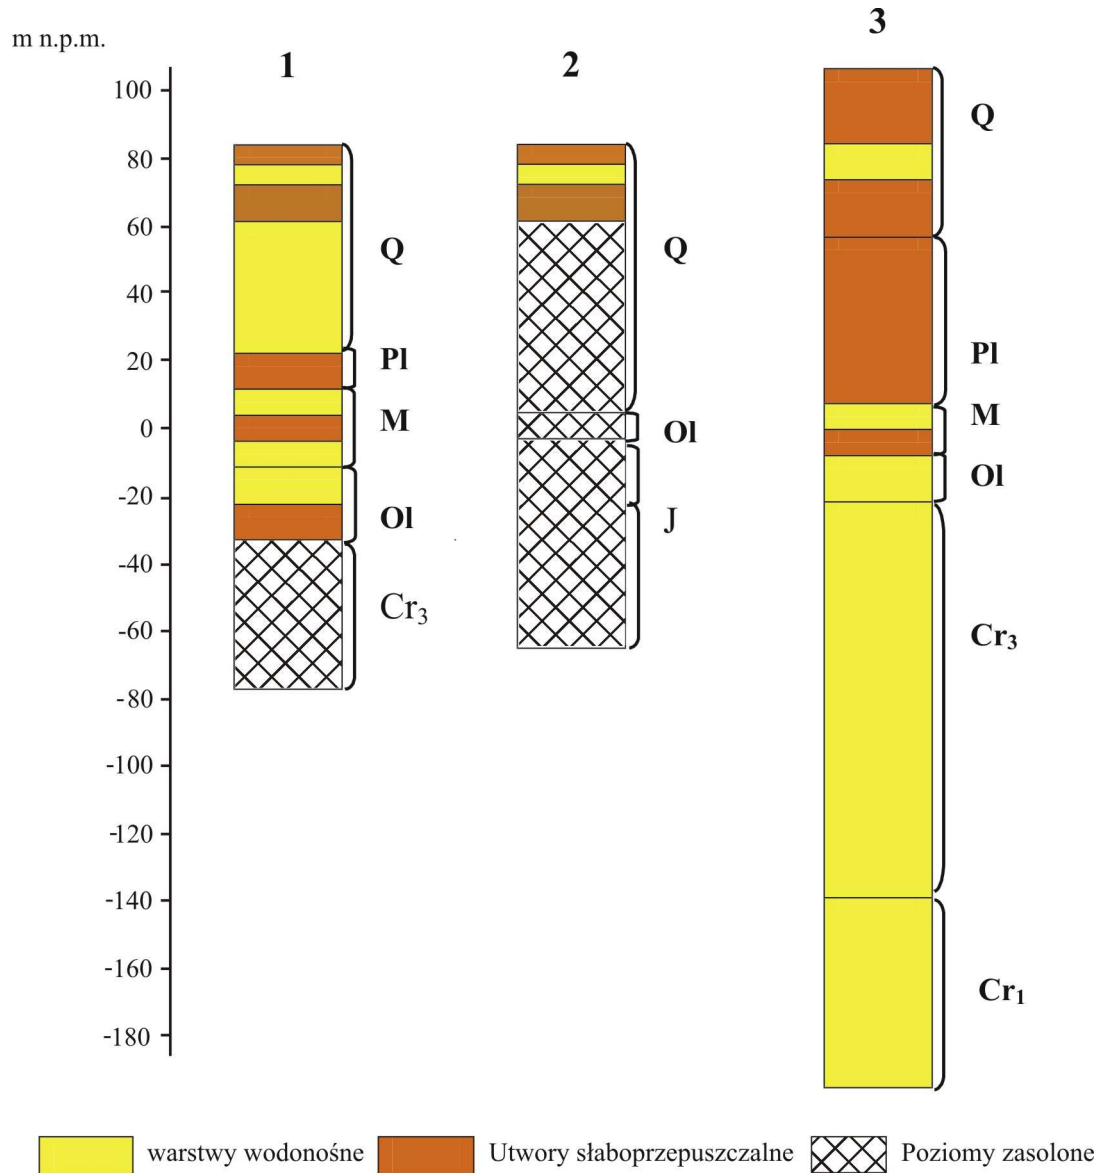 m n.p.m.
1
2
3
100
80
60
40
20
0
-20
-40
-60
-80
-100
-120
-140
-160
-180
Q
Pl
M
Ol
Cr₃
Q
Ol
J
Q
Pl
M
Ol
Cr₃
Cr₁
warstwy wodonośne
Utwory słaboprzepuszczalne
Poziomy zasolone